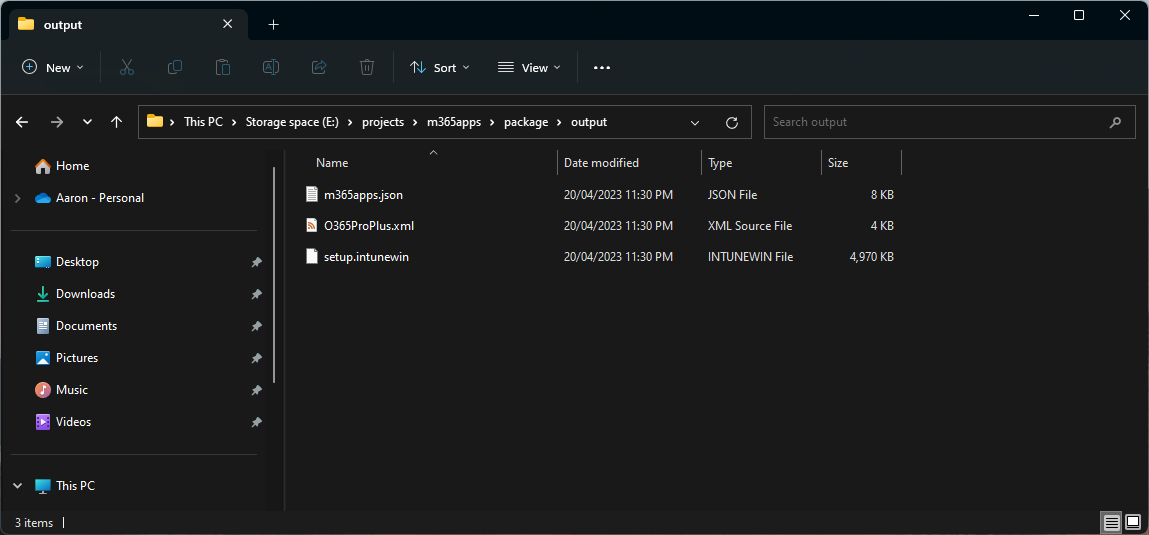 output
New
Sort
View
This PC > Storage space (E:) > projects > m365apps > package > output
Search output
Home
Aaron - Personal
Desktop
Downloads
Documents
Pictures
Music
Videos
This PC
Name Date modified Type Size
m365apps.json 20/04/2023 11:30 PM JSON File 8 KB
O365ProPlus.xml 20/04/2023 11:30 PM XML Source File 4 KB
setup.intunewin 20/04/2023 11:30 PM INTUNEWIN File 4,970 KB
3 items